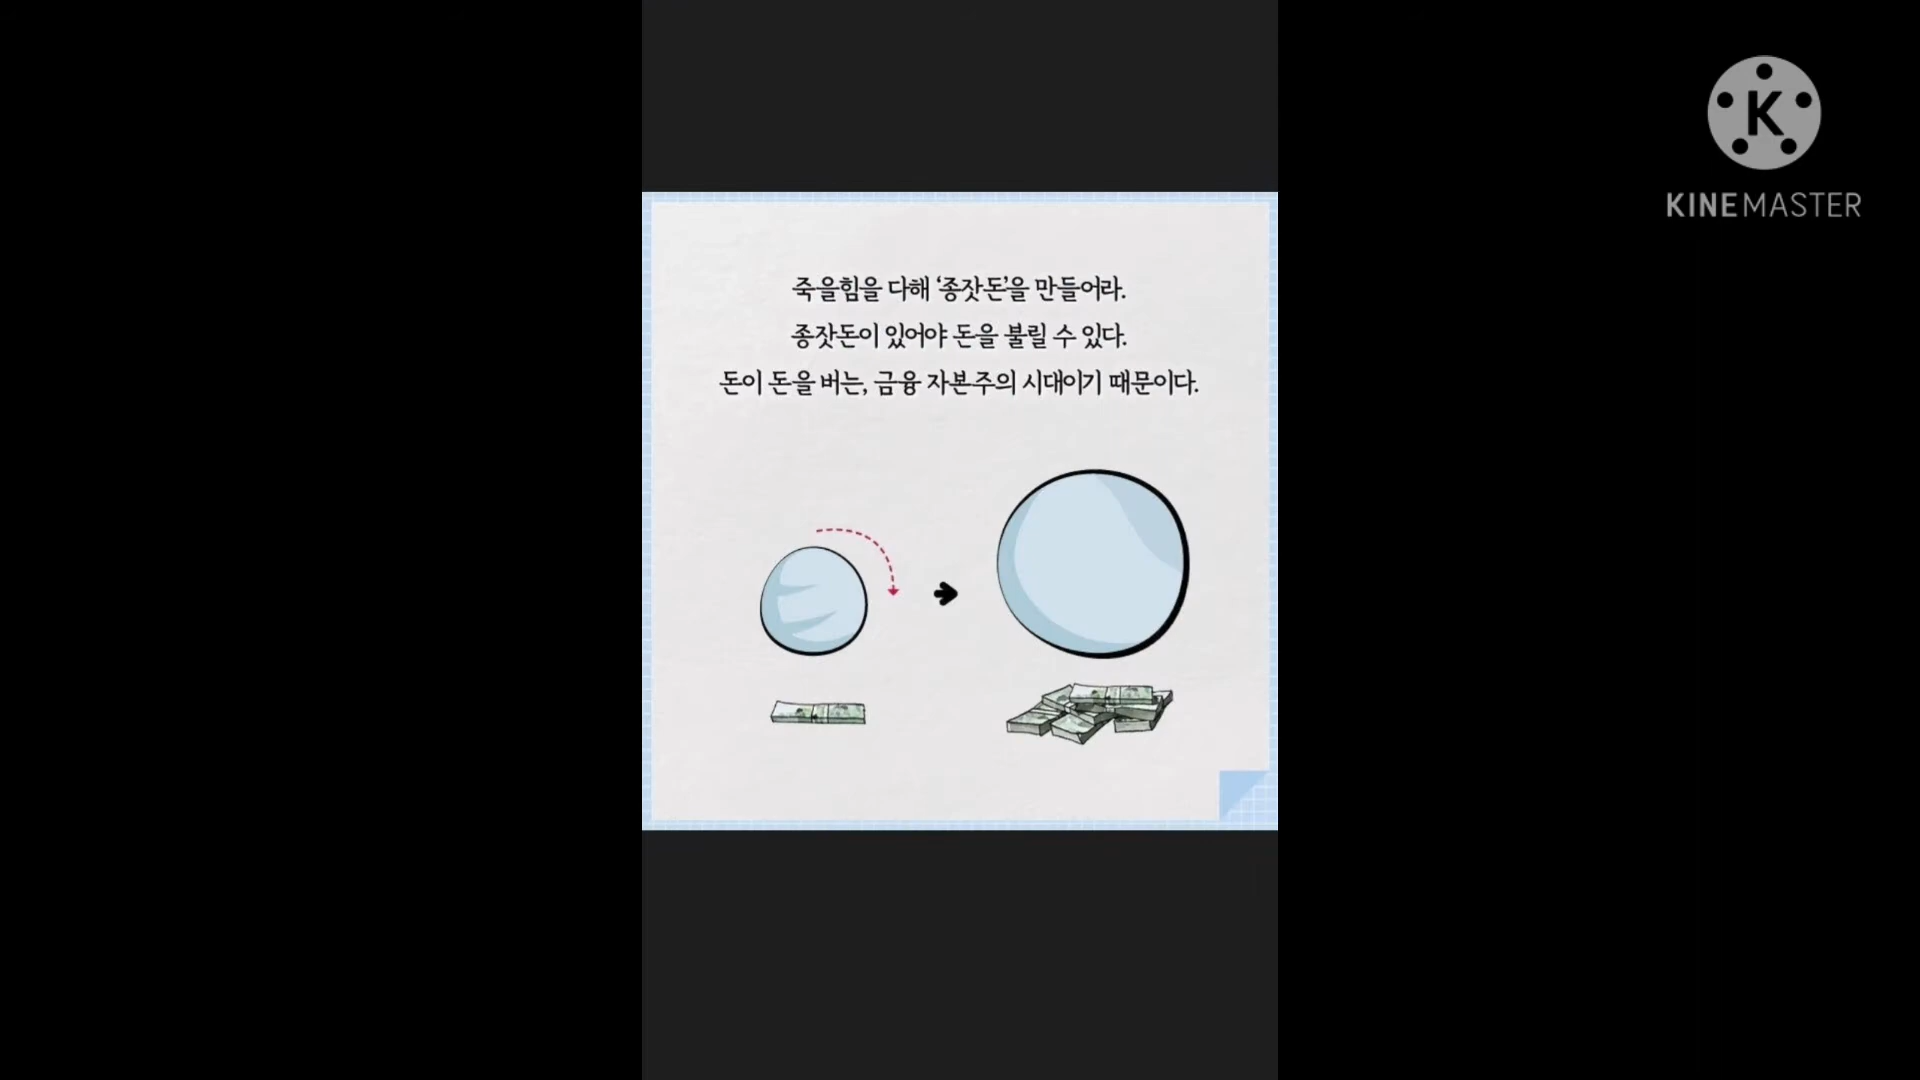 죽을힘을 다해 '종잣돈'을 만들어라.
종잣돈이 있어야 돈을 불릴 수 있다.
돈이 돈을 버는, 금융 자본주의 시대이기 때문이다.
K
KINEMASTER